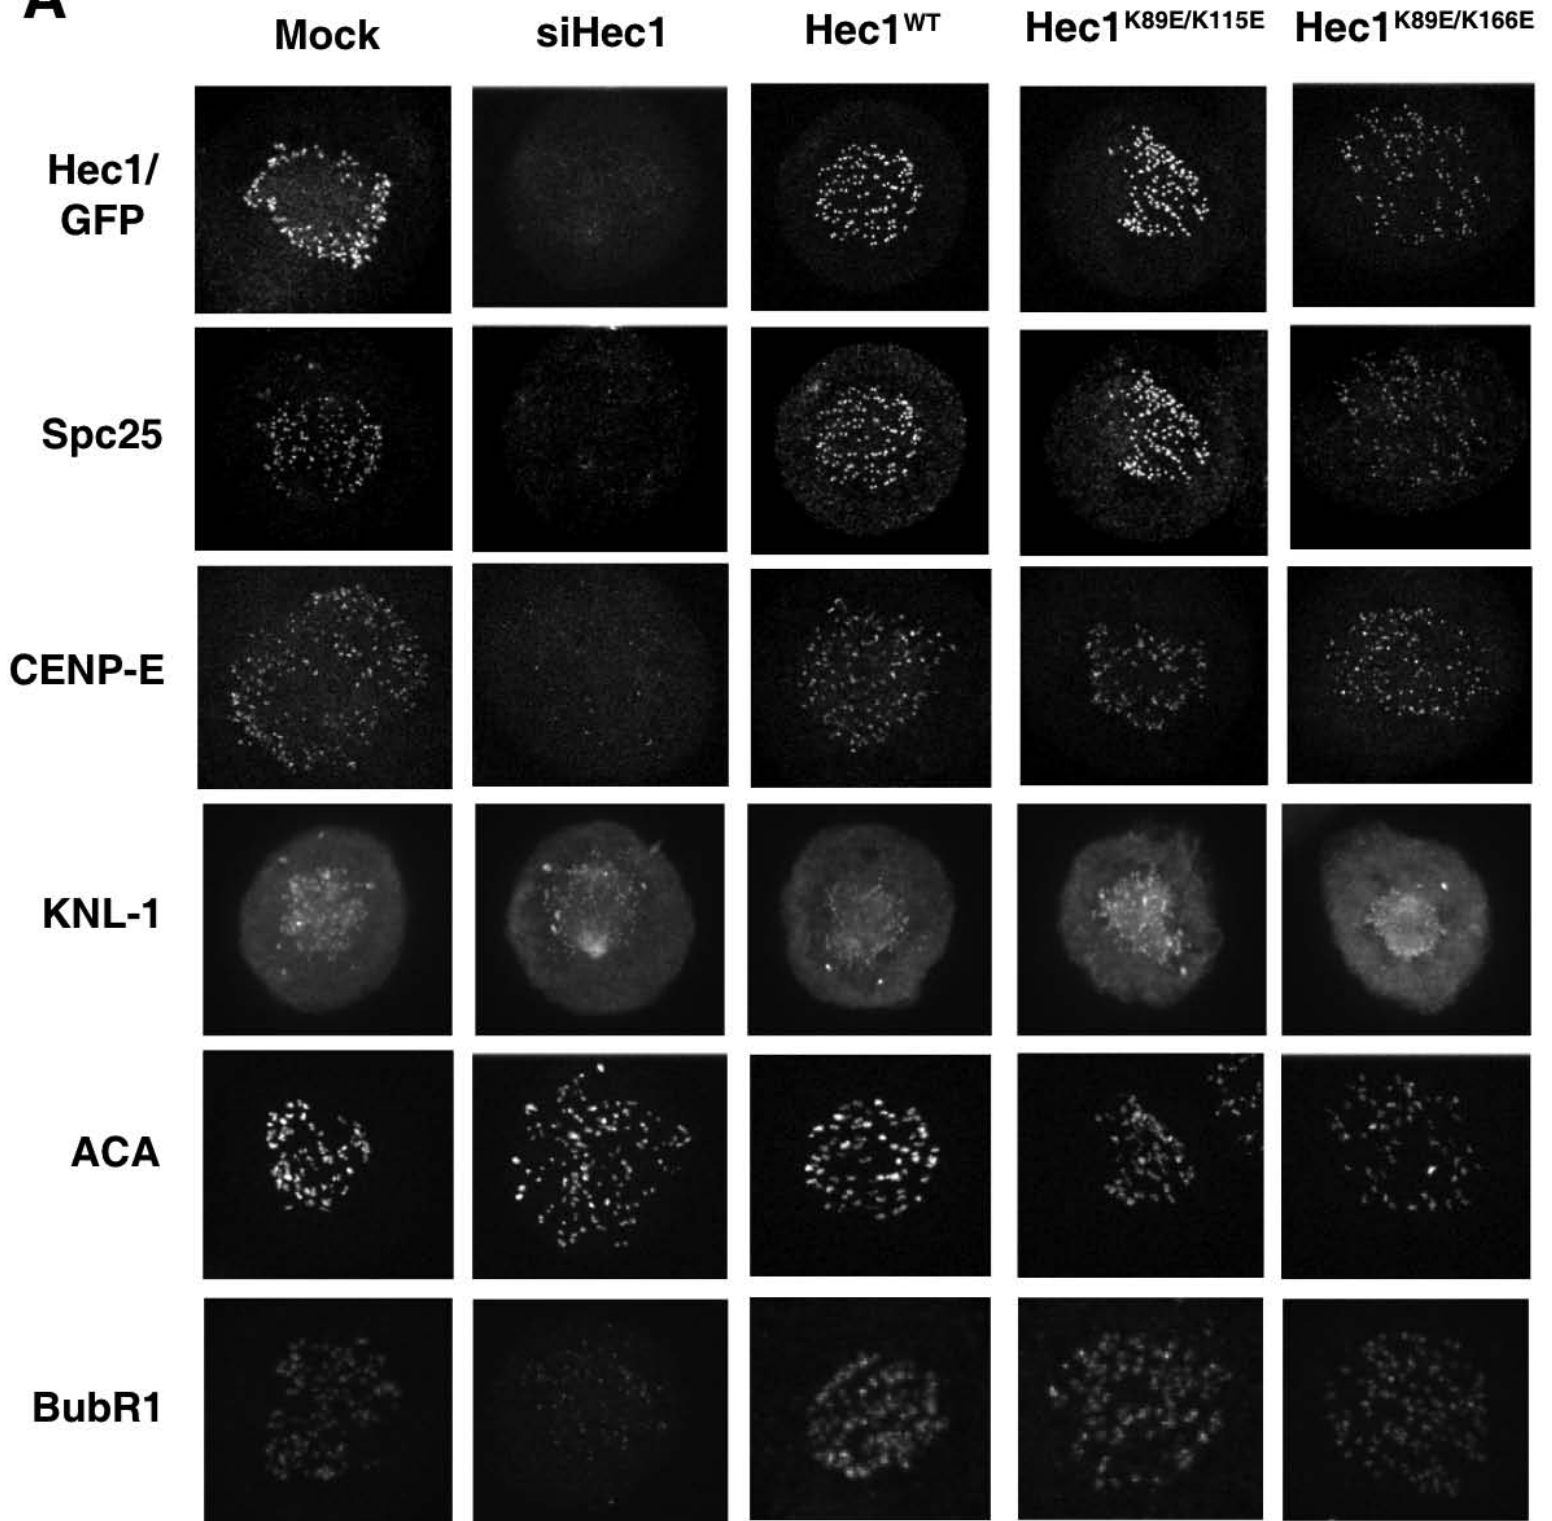 A
Mock siHec1 Hec1WT Hec1K89E/K115E Hec1K89E/K166E
Hec1/
GFP
Spc25
CENP-E
KNL-1
ACA
BubR1